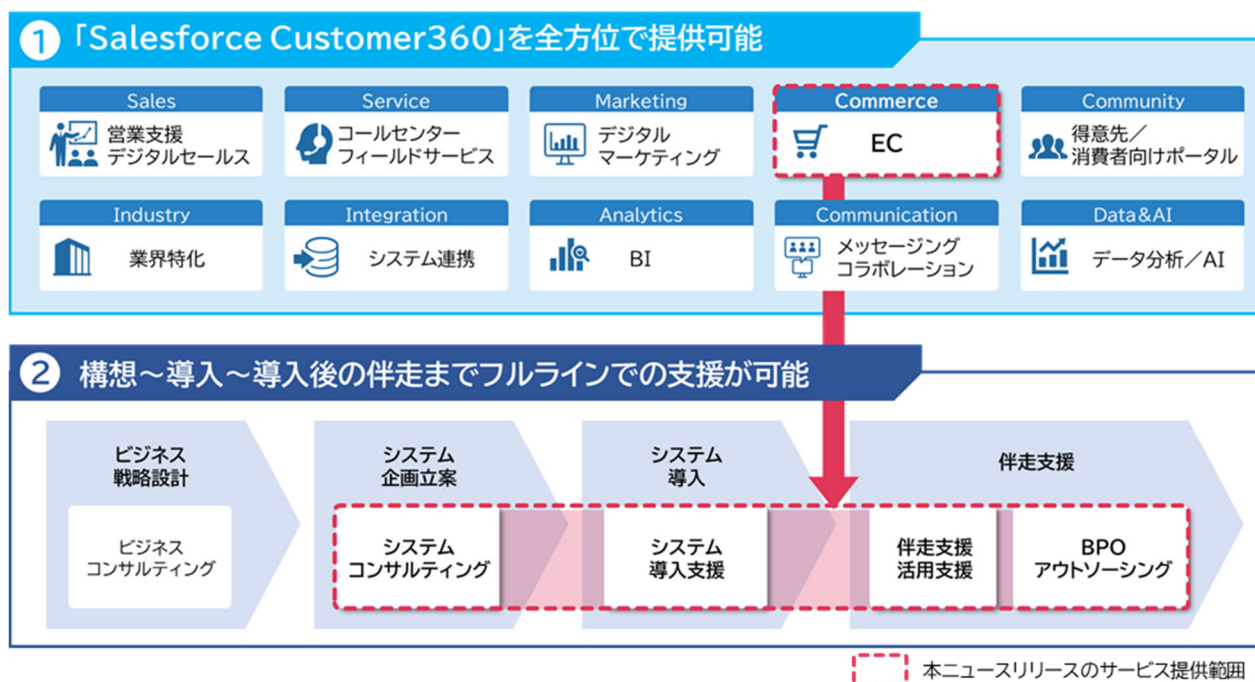 1 「Salesforce Customer360」を全方位で提供可能
Sales
営業支援
デジタルセールス
Service
コールセンター
フィールドサービス
Marketing
デジタル
マーケティング
Commerce
EC
Community
得意先／
消費者向けポータル
Industry
業界特化
Integration
システム連携
Analytics
BI
Communication
メッセージング
コラボレーション
Data&AI
データ分析／AI
2 構想～導入～導入後の伴走までフルラインでの支援が可能
ビジネス
戦略設計
ビジネス
コンサルティング
システム
企画立案
システム
コンサルティング
システム
導入
システム
導入支援
伴走支援
伴走支援
活用支援
BPO
アウトソーシング
本ニュースリリースのサービス提供範囲